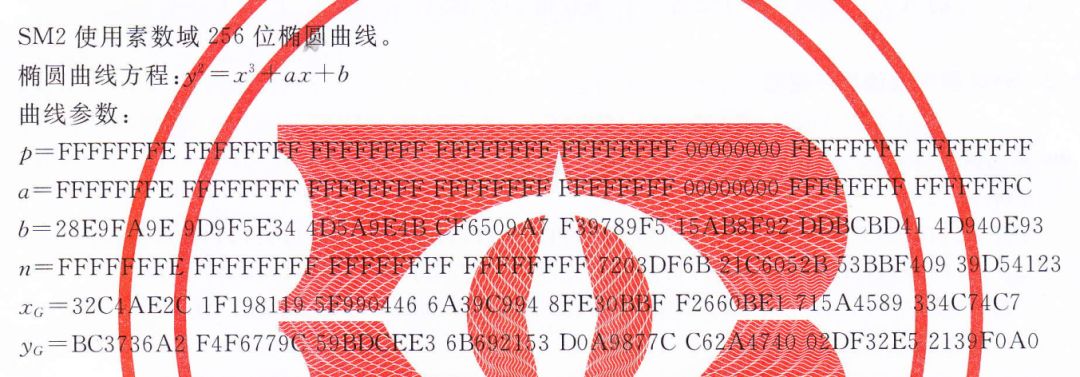 SM2 使用素数域 256 位椭圆曲线。
椭圆曲线方程:y²=x³+ax+b
曲线参数:
p=FFFFFFFE FFFFFFFF FFFFFFFF FFFFFFFF FFFFFFFF 00000000 FFFFFFFF FFFFFFFF
a=FFFFFFFE FFFFFFFF FFFFFFFF FFFFFFFF FFFFFFFF 00000000 FFFFFFFF FFFFFFFC
b=28E9FA9E 9D9F5E34 4D5A9E4B CF6509A7 F39789F5 15AB8F92 DDBCBD41 4D940E93
n=FFFFFFFE FFFFFFFF FFFFFFFF FFFFFFFF 7203DF6B 21C6052B 53BBF409 39D54123
x_G=32C4AE2C 1F198119 5F990446 6A39C994 8FE30BBF F2660BE1 715A4589 334C74C7
y_G=BC3736A2 F4F6779C 59BDCEE3 6B692153 D0A9877C C62A4740 02DF32E5 2139F0A0